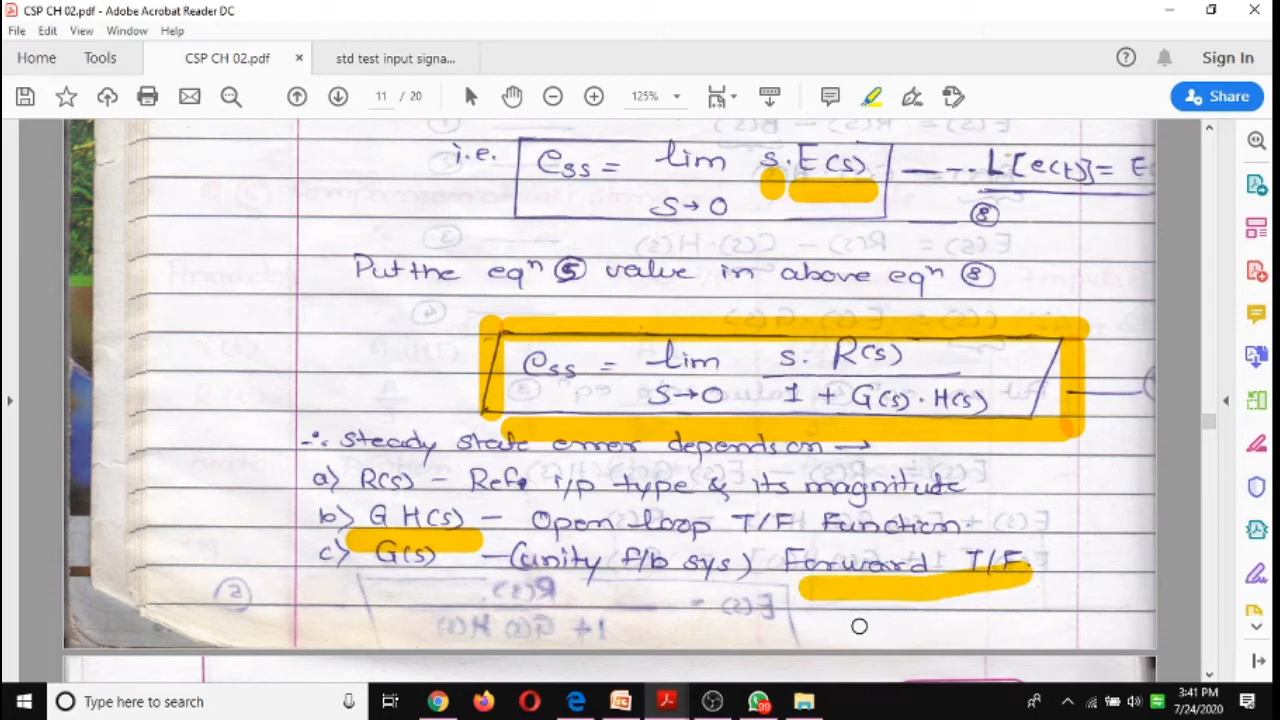 CSP CH 02.pdf - Adobe Acrobat Reader DC
File Edit View Window Help
Home Tools CSP CH 02.pdf × std test input signa... Sign In
11 / 20 125% Share
i.e. ess = lim s→0 s.E(s) — --- L[e(t)] = E
8
Put the eqn 5 value in above eqn 8
ess = lim s→0 s. R(s) / 1 + G(s).H(s)
∴ Steady state error depends on →
a) R(s) - Ref. i/p type & its magnitude
b) G H(s) - Open loop T/F Function.
c) G(s) - (unity f/b sys) Forward T/F.
Type here to search
3:41 PM
7/24/2020